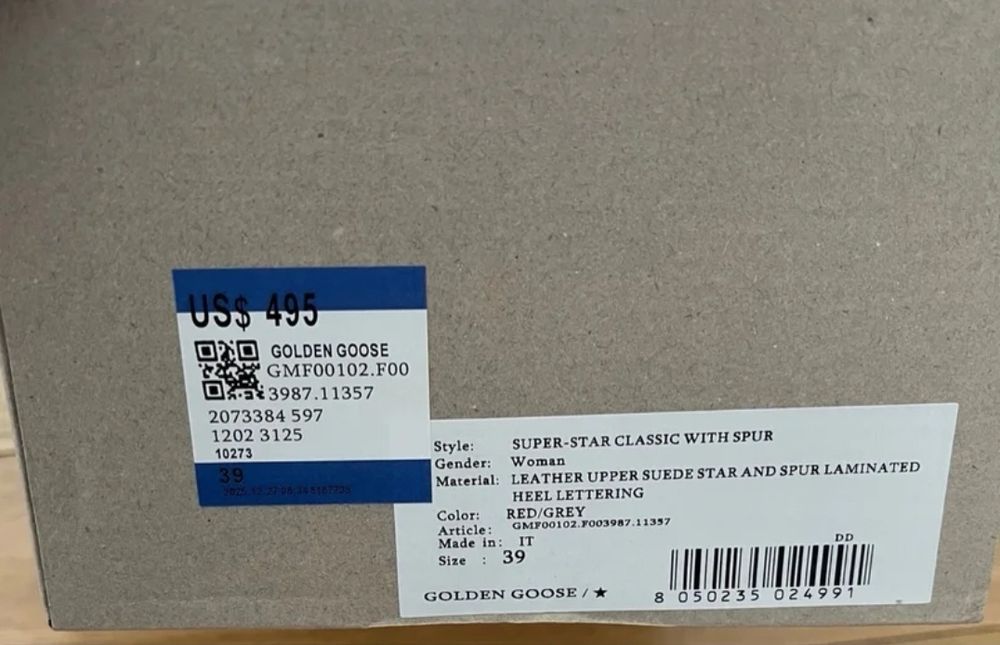 US$ 495
GOLDEN GOOSE
GMF00102.F00
3987.11357
2073384 597
1202 3125
10273
39
Style: SUPER-STAR CLASSIC WITH SPUR
Gender: Woman
Material: LEATHER UPPER SUEDE STAR AND SPUR LAMINATED
HEEL LETTERING
Color: RED/GREY
Article: GMF00102.F003987.11357
Made in: IT
Size : 39
DD
GOLDEN GOOSE / ★
8 050235 024991